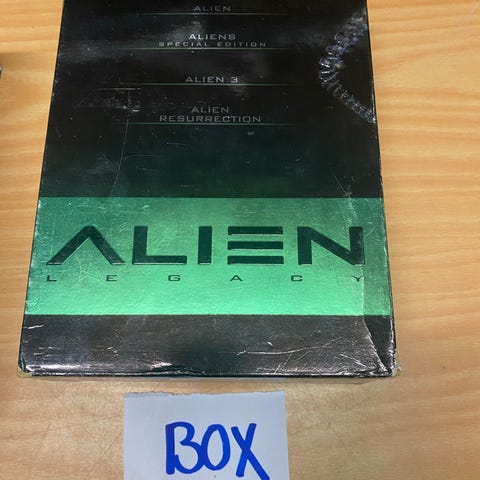 ALIEN
ALIENS
SPECIAL EDITION
ALIEN 3
ALIEN
RESURRECTION
ALIEN
LEGACY
BOX